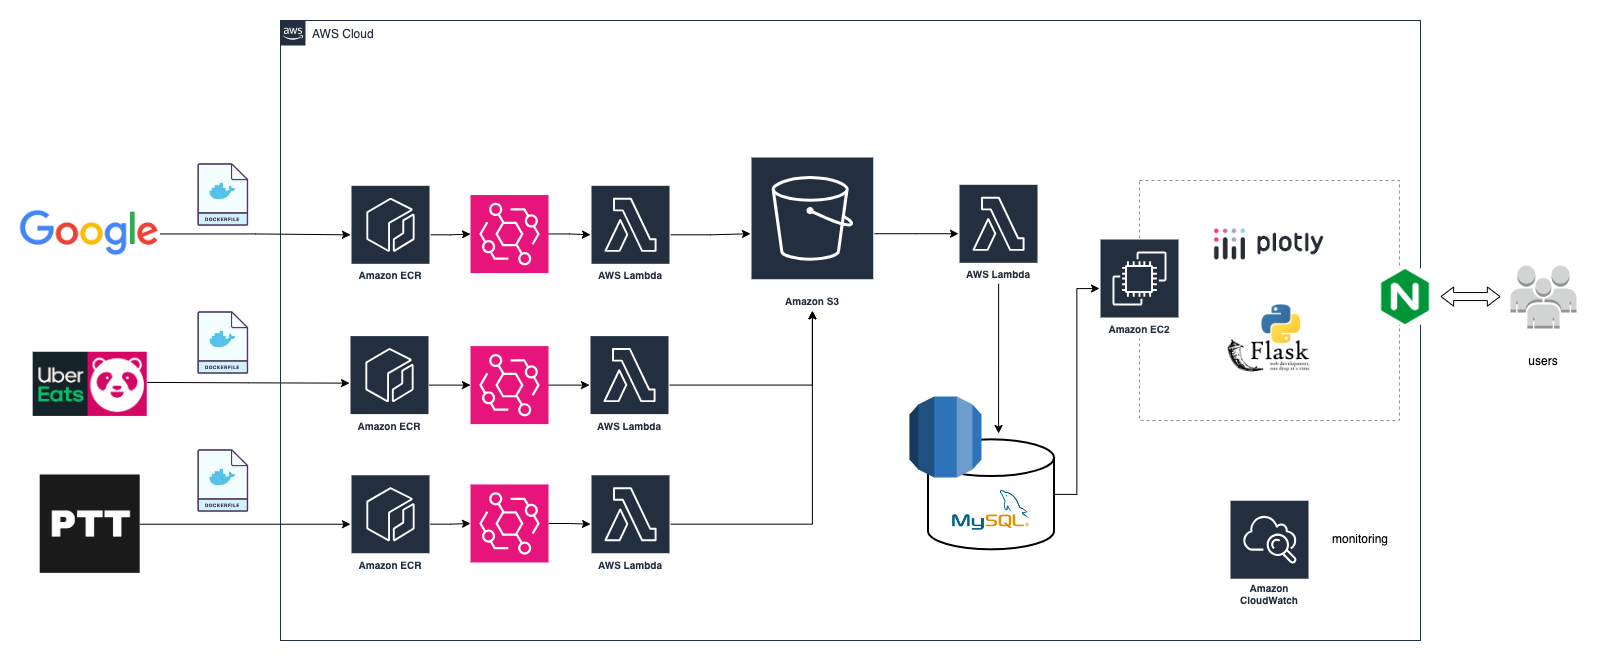 aws
AWS Cloud
DOCKERFILE
Google
Amazon ECR
AWS Lambda
Amazon S3
AWS Lambda
plotly
Amazon EC2
Flask
web development,
one drop at a time
N
users
DOCKERFILE
Uber
Eats
Amazon ECR
AWS Lambda
DOCKERFILE
PTT
Amazon ECR
AWS Lambda
MySQL
monitoring
Amazon
CloudWatch